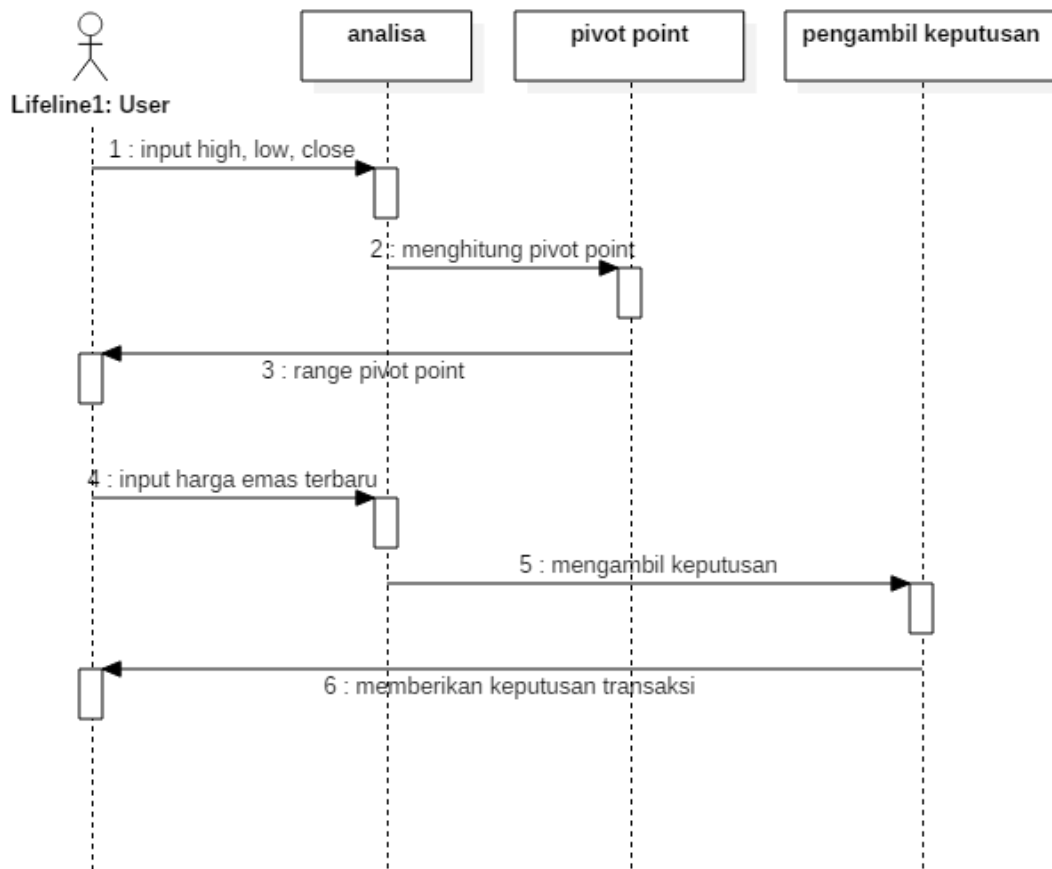 analisa
pivot point
pengambil keputusan
Lifeline1: User
1 : input high, low, close
2 : menghitung pivot point
3 : range pivot point
4 : input harga emas terbaru
5 : mengambil keputusan
6 : memberikan keputusan transaksi